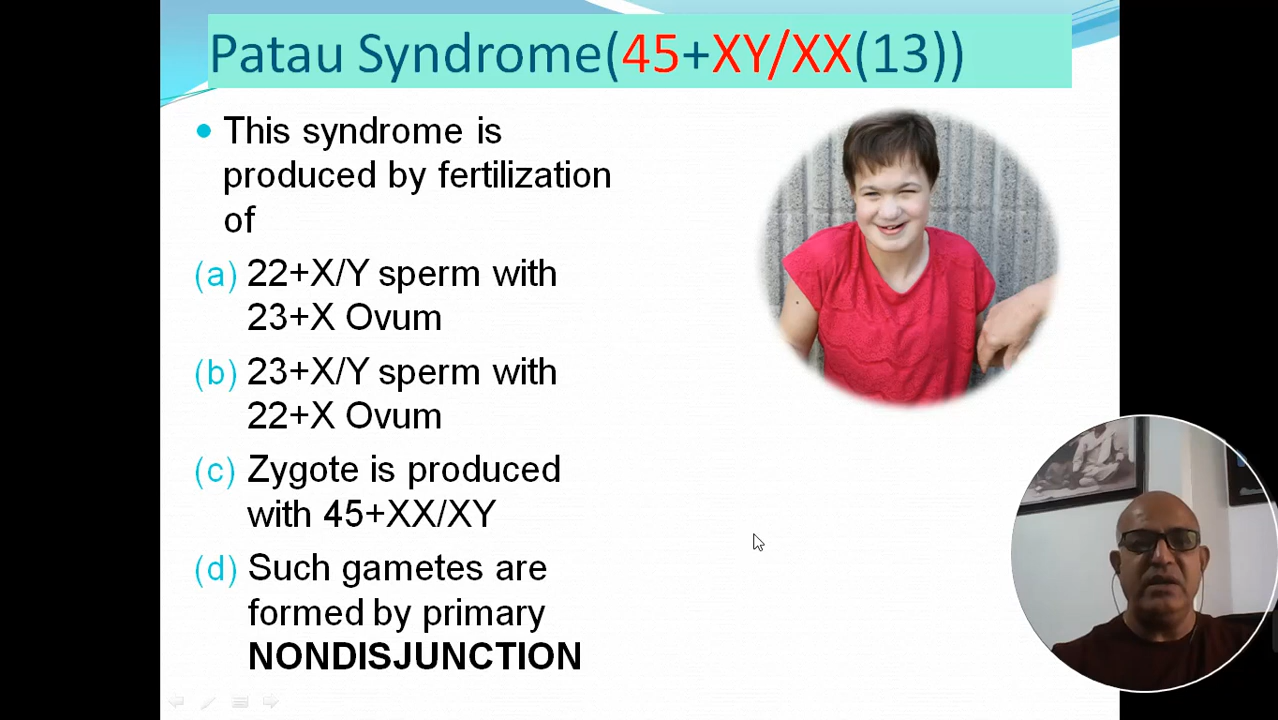 Patau Syndrome(45+XY/XX(13))
• This syndrome is
produced by fertilization
of
(a) 22+X/Y sperm with
23+X Ovum
(b) 23+X/Y sperm with
22+X Ovum
(c) Zygote is produced
with 45+XX/XY
(d) Such gametes are
formed by primary
NONDISJUNCTION